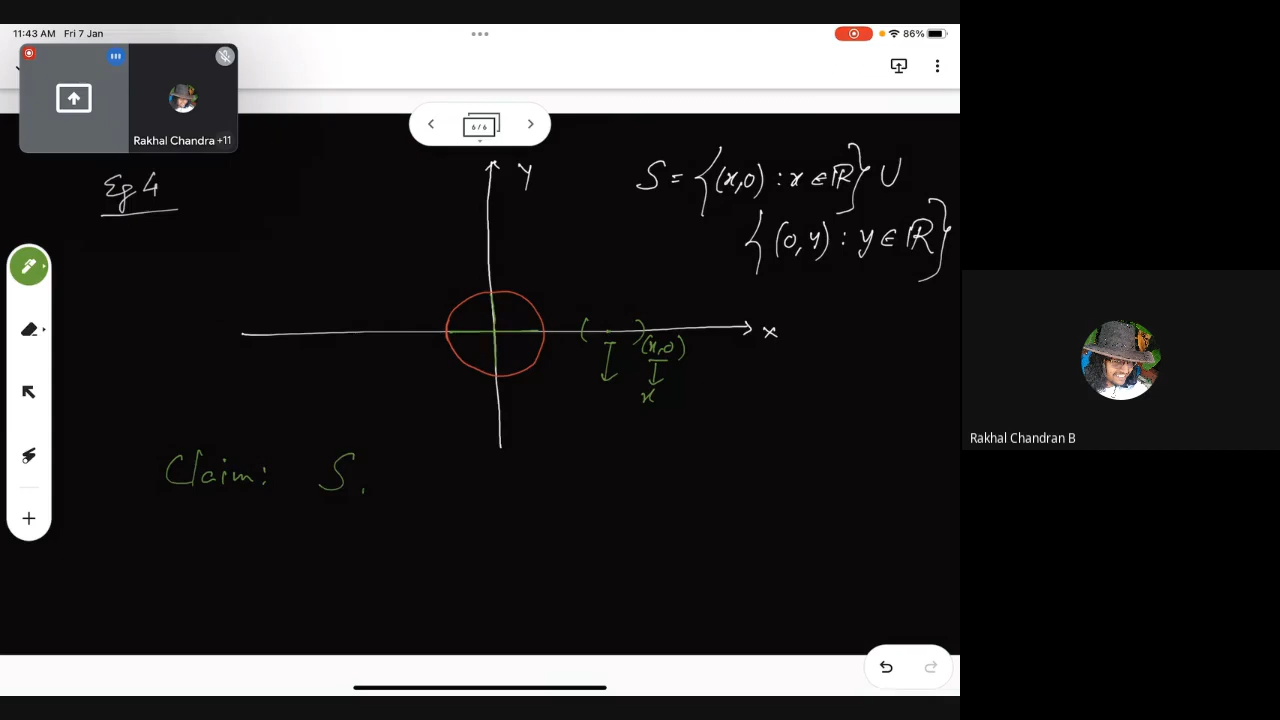 11:43 AM Fri 7 Jan
86%
Rakhal Chandra +11
6/6
Eg 4
Y
S = {(x,0) : x ∈ ℝ} ∪
{(0,y) : y ∈ ℝ}
x
(x,0)
x
Claim: S
Rakhal Chandran B